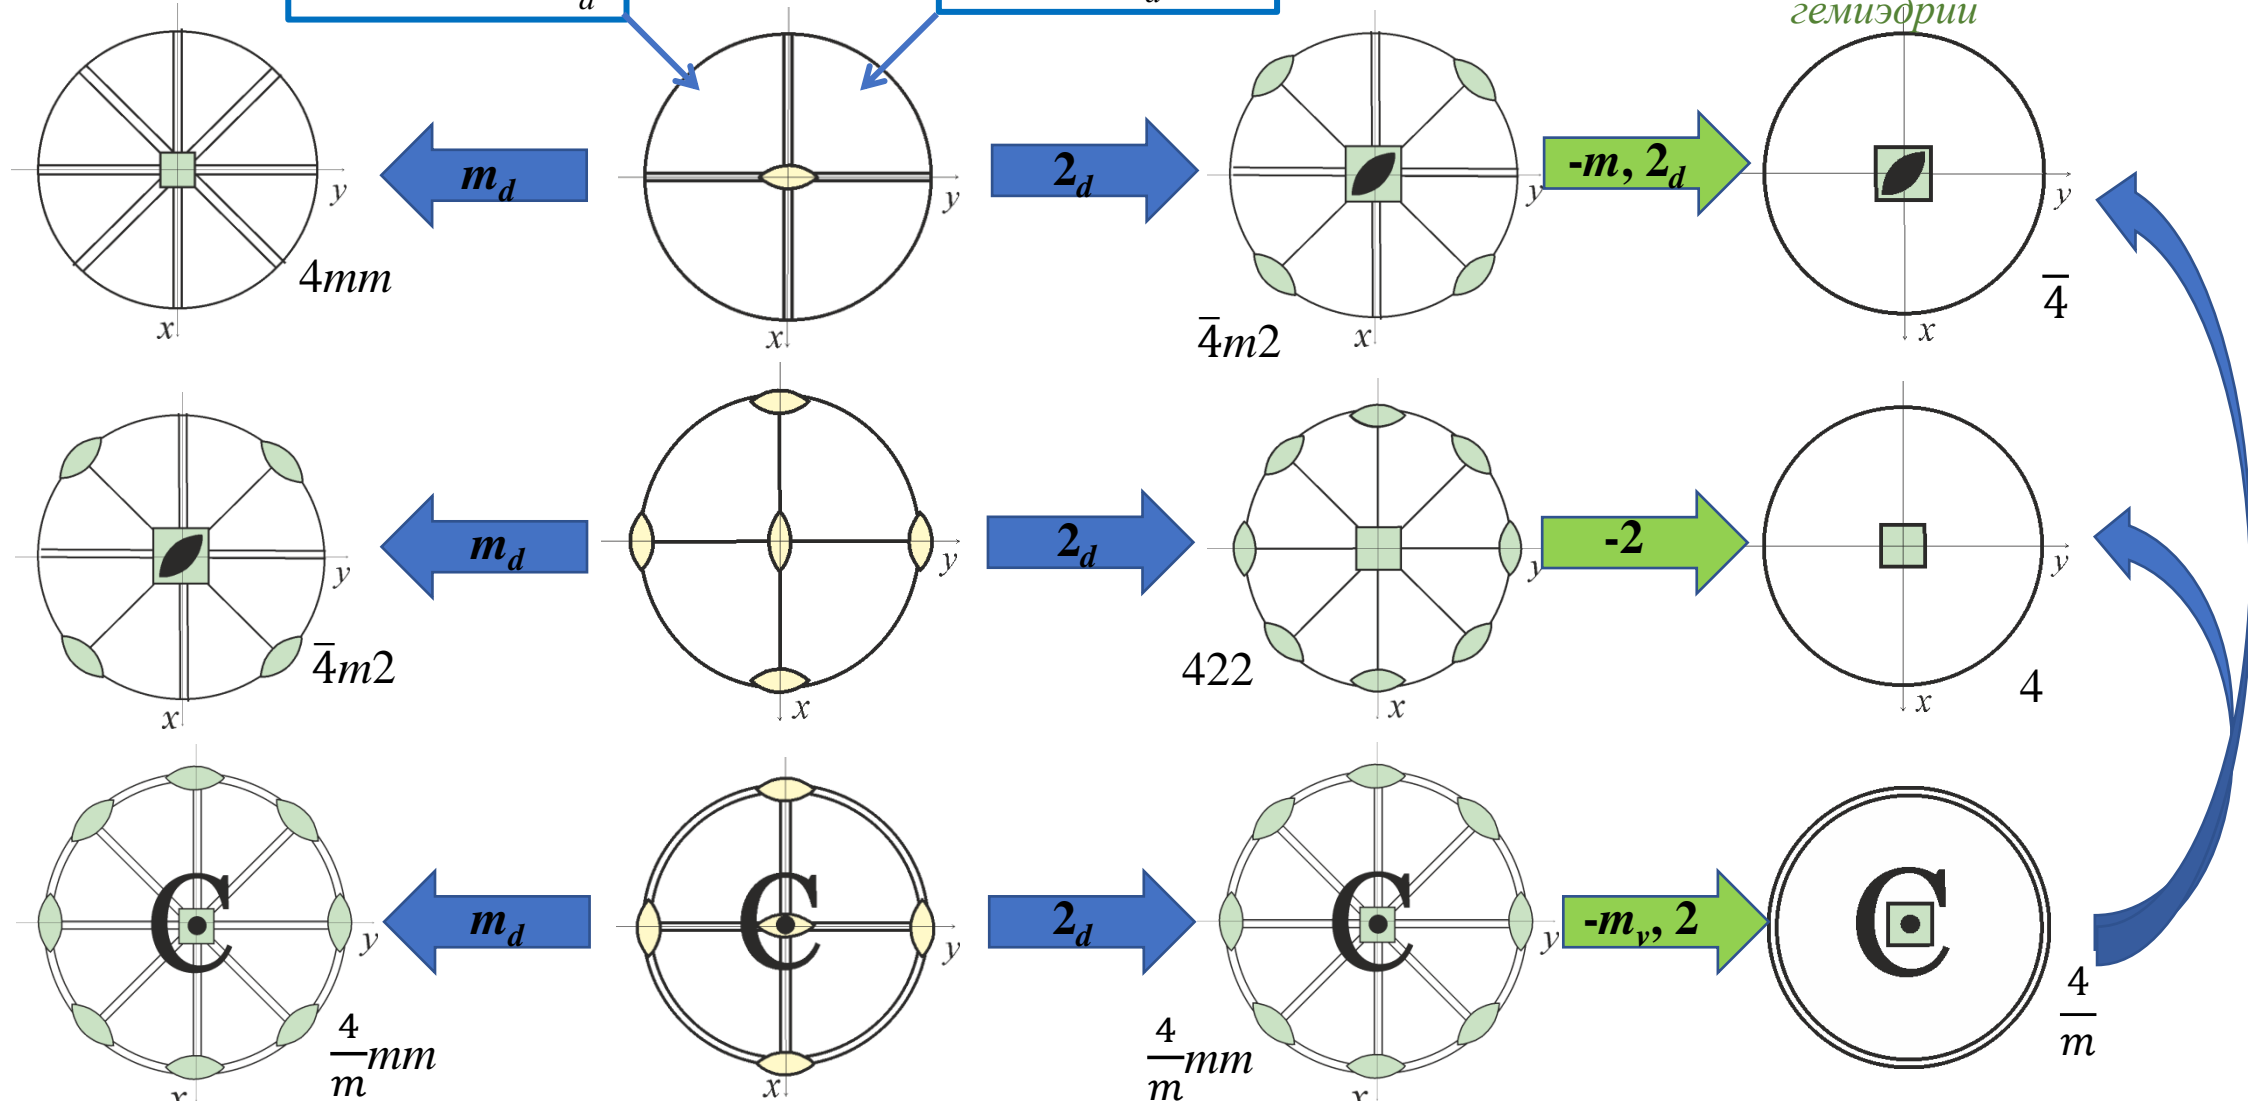 d
d
гемиэдрии
y
x
4mm
m_d
y
x
2_d
y
x
4̅m2
-m, 2_d
y
x
4̅
y
x
4̅m2
m_d
y
x
2_d
y
x
422
-2
y
x
4
C
y
x
4/m mm
m_d
C
y
x
2_d
C
y
x
4/m mm
-m_v, 2
C
4/m